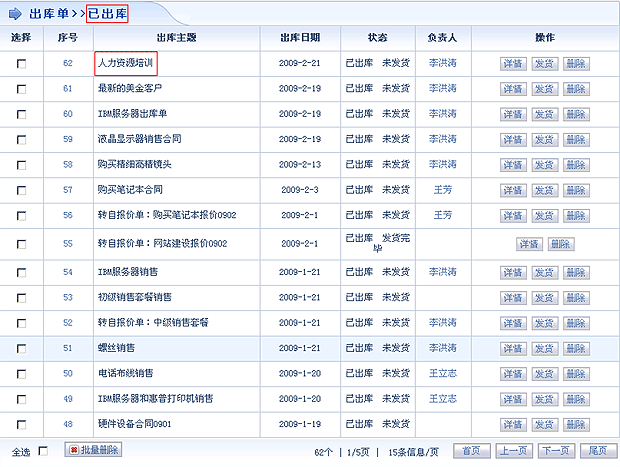 出库单>>已出库
选择 序号 出库主题 出库日期 状态 负责人 操作
62 人力资源培训 2009-2-21 已出库 未发货 李洪涛 详情 发货 删除
61 最新的美金客户 2009-2-19 已出库 未发货 李洪涛 详情 发货 删除
60 IBM服务器出库单 2009-2-19 已出库 未发货 李洪涛 详情 发货 删除
59 液晶显示器销售合同 2009-2-19 已出库 未发货 李洪涛 详情 发货 删除
58 购买精细高精镜头 2009-2-13 已出库 未发货 李洪涛 详情 发货 删除
57 购买笔记本合同 2009-2-3 已出库 未发货 王芳 详情 发货 删除
56 转自报价单：购买笔记本报价0902 2009-2-1 已出库 未发货 王芳 详情 发货 删除
55 转自报价单：网站建设报价0902 2009-2-1 已出库 发货完毕 详情 删除
54 IBM服务器销售 2009-1-21 已出库 未发货 李洪涛 详情 发货 删除
53 初级销售套餐销售 2009-1-21 已出库 未发货 详情 发货 删除
52 转自报价单：中级销售套餐 2009-1-21 已出库 未发货 李洪涛 详情 发货 删除
51 螺丝销售 2009-1-21 已出库 未发货 李洪涛 详情 发货 删除
50 电话布线销售 2009-1-20 已出库 未发货 王立志 详情 发货 删除
49 IBM服务器和惠普打印机销售 2009-1-20 已出库 未发货 王立志 详情 发货 删除
48 硬件设备合同0901 2009-1-19 已出库 未发货 李洪涛 详情 发货 删除
全选 批量删除 62个 | 1/5页 | 15条信息/页 首页 上一页 下一页 尾页